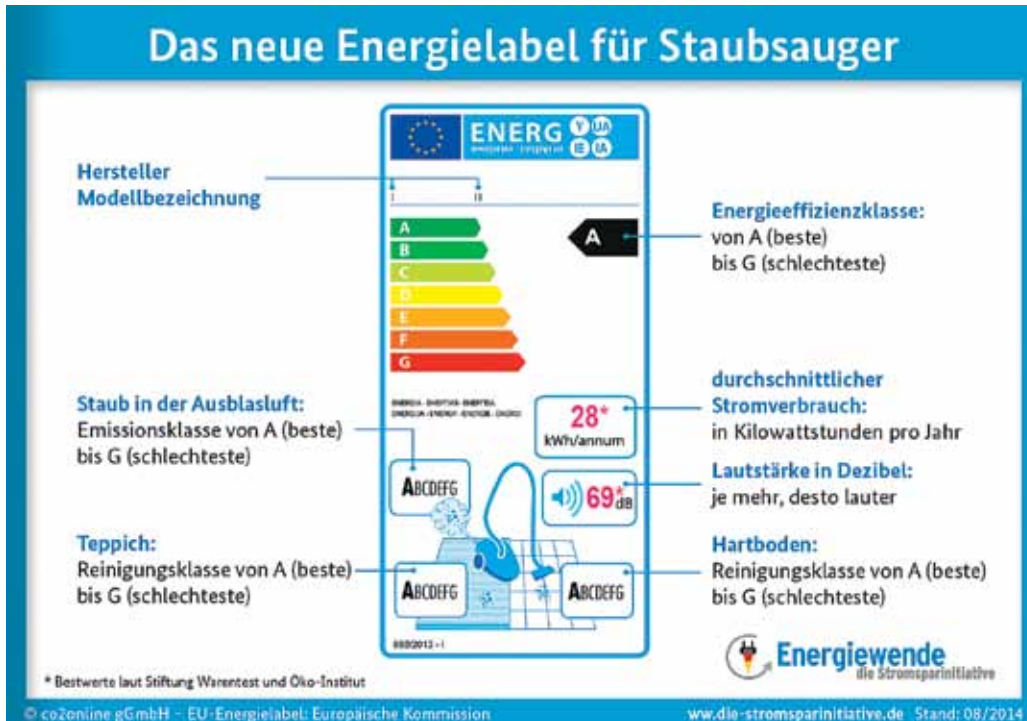 Das neue Energielabel für Staubsauger
Hersteller
Modellbezeichnung
ENERG
Y UA
IE IA
I II
A
B
C
D
E
F
G
A
Energieeffizienzklasse:
von A (beste)
bis G (schlechteste)
Staub in der Ausblasluft:
Emissionsklasse von A (beste)
bis G (schlechteste)
28*
kWh/annum
durchschnittlicher
Stromverbrauch:
in Kilowattstunden pro Jahr
ABCDEFG
69*dB
Lautstärke in Dezibel:
je mehr, desto lauter
Teppich:
Reinigungsklasse von A (beste)
bis G (schlechteste)
ABCDEFG
ABCDEFG
Hartboden:
Reinigungsklasse von A (beste)
bis G (schlechteste)
* Bestwerte laut Stiftung Warentest und Öko-Institut
Energiewende
die Stromsparinitiative
© co2online gGmbH - EU-Energielabel: Europäische Kommission
www.die-stromsparinitiative.de Stand: 08/2014